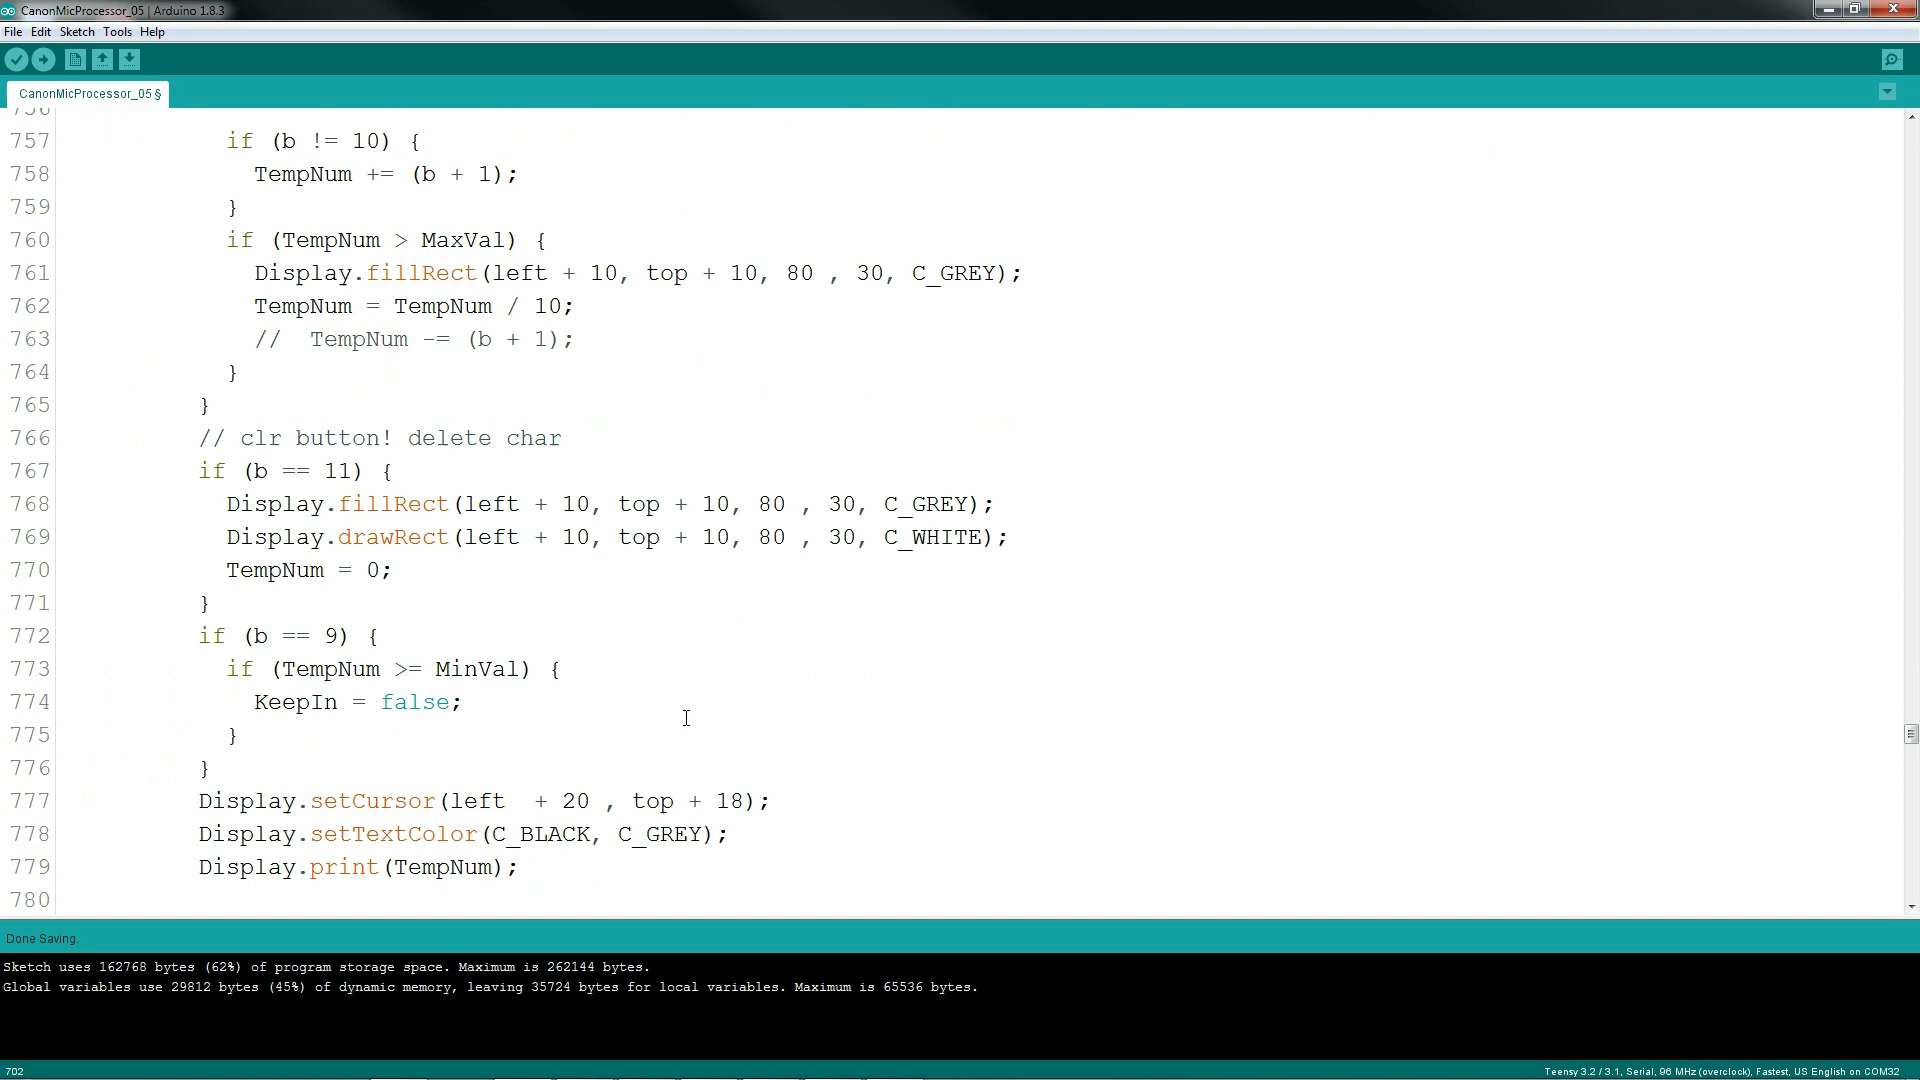 CanonMicProcessor_05 | Arduino 1.8.3
File Edit Sketch Tools Help
CanonMicProcessor_05 §
756
757 if (b != 10) {
758 TempNum += (b + 1);
759 }
760 if (TempNum > MaxVal) {
761 Display.fillRect(left + 10, top + 10, 80 , 30, C_GREY);
762 TempNum = TempNum / 10;
763 //  TempNum -= (b + 1);
764 }
765 }
766 // clr button! delete char
767 if (b == 11) {
768 Display.fillRect(left + 10, top + 10, 80 , 30, C_GREY);
769 Display.drawRect(left + 10, top + 10, 80 , 30, C_WHITE);
770 TempNum = 0;
771 }
772 if (b == 9) {
773 if (TempNum >= MinVal) {
774 KeepIn = false;
775 }
776 }
777 Display.setCursor(left  + 20 , top + 18);
778 Display.setTextColor(C_BLACK, C_GREY);
779 Display.print(TempNum);
780
Done Saving.
Sketch uses 162768 bytes (62%) of program storage space. Maximum is 262144 bytes.
Global variables use 29812 bytes (45%) of dynamic memory, leaving 35724 bytes for local variables. Maximum is 65536 bytes.
702 Teensy 3.2 / 3.1, Serial, 96 MHz (overclock), Fastest, US English on COM32